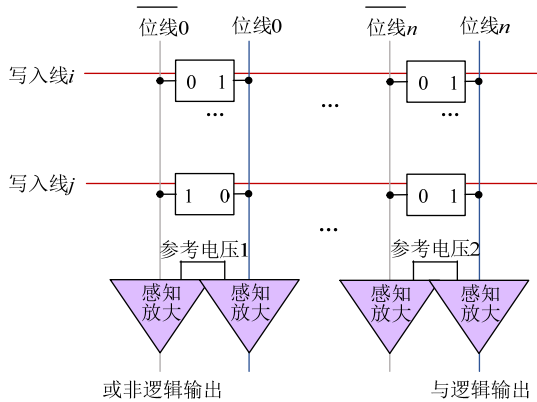 位线0 位线0 位线n 位线n
写入线i 0 1 0 1
... ... ...
写入线j 1 0 0 1
...
参考电压1 参考电压2
感知放大 感知放大 感知放大 感知放大
或非逻辑输出 与逻辑输出